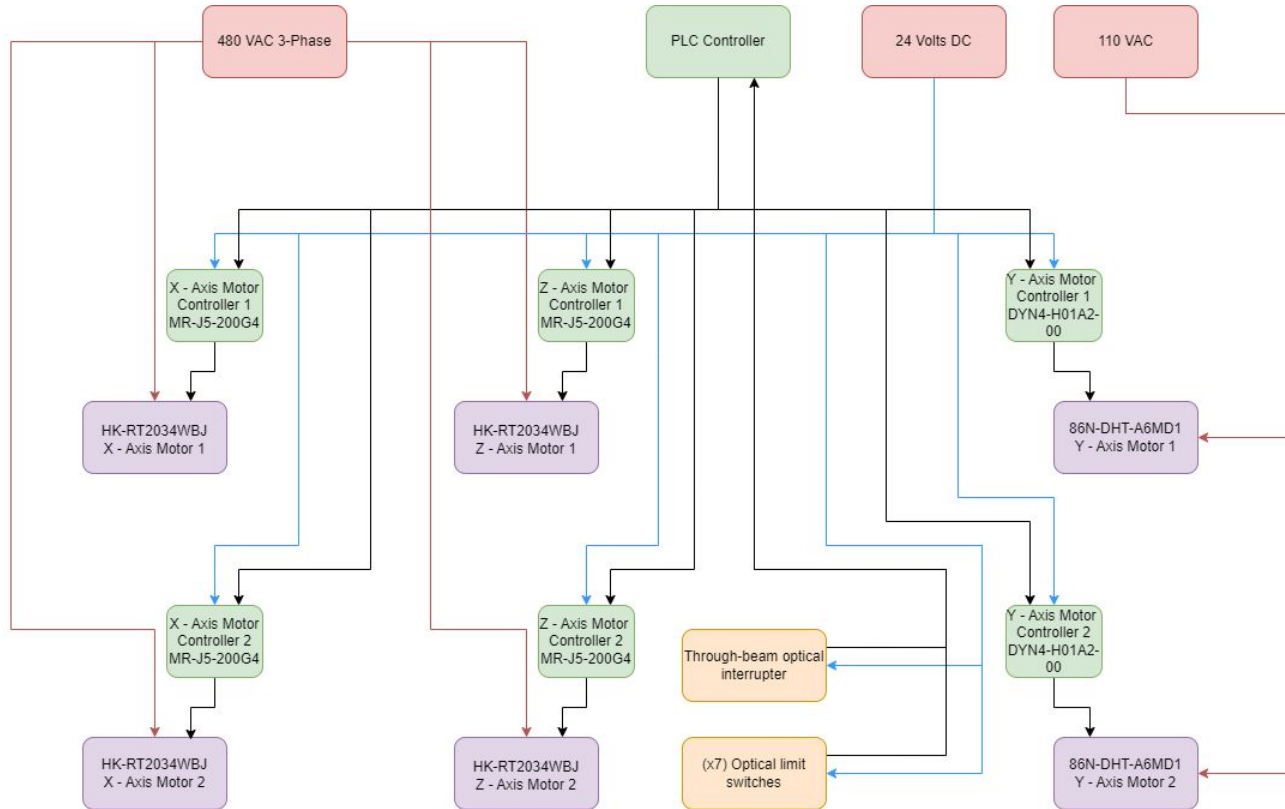 480 VAC 3-Phase
PLC Controller
24 Volts DC
110 VAC
X - Axis Motor
Controller 1
MR-J5-200G4
Z - Axis Motor
Controller 1
MR-J5-200G4
Y - Axis Motor
Controller 1
DYN4-H01A2-
00
HK-RT2034WBJ
X - Axis Motor 1
HK-RT2034WBJ
Z - Axis Motor 1
86N-DHT-A6MD1
Y - Axis Motor 1
X - Axis Motor
Controller 2
MR-J5-200G4
Z - Axis Motor
Controller 2
MR-J5-200G4
Through-beam optical
interrupter
Y - Axis Motor
Controller 2
DYN4-H01A2-
00
HK-RT2034WBJ
X - Axis Motor 2
HK-RT2034WBJ
Z - Axis Motor 2
(x7) Optical limit
switches
86N-DHT-A6MD1
Y - Axis Motor 2